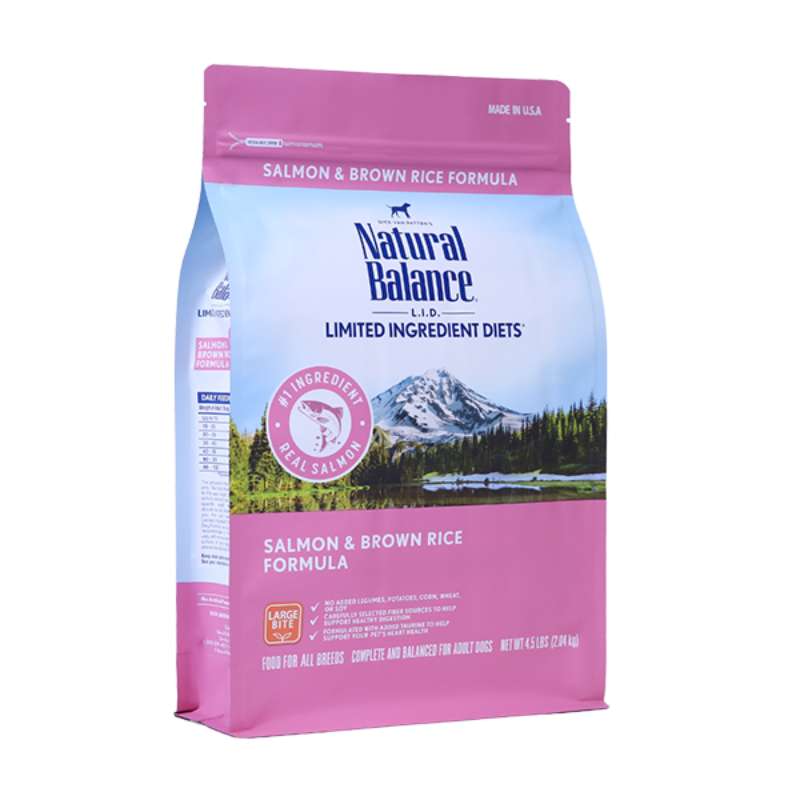 MADE IN U.S.A
SALMON & BROWN RICE FORMULA
DICK VAN PATTEN'S
Natural
Balance
L.I.D.
LIMITED INGREDIENT DIETS®
#1 INGREDIENT
REAL SALMON
SALMON & BROWN RICE
FORMULA
LARGE
BITE
NO ADDED LEGUMES, POTATOES, CORN, WHEAT,
OR SOY
CAREFULLY SELECTED FIBER SOURCES TO HELP
SUPPORT HEALTHY DIGESTION
FORMULATED WITH ADDED TAURINE TO HELP
SUPPORT YOUR PET'S HEART HEALTH
FOOD FOR ALL BREEDS COMPLETE AND BALANCED FOR ADULT DOGS NET WT 4.5 LBS (2.04 kg)
SALMON
BROWN
FORMULA
DAILY